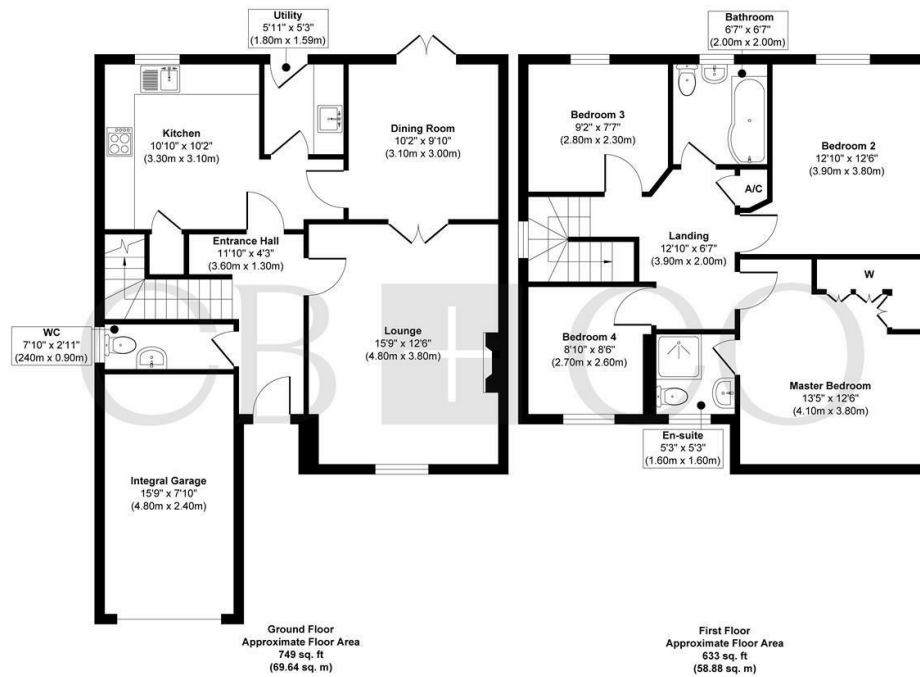 Utility
5'11" x 5'3"
(1.80m x 1.59m)
Kitchen
10'10" x 10'2"
(3.30m x 3.10m)
Dining Room
10'2" x 9'10"
(3.10m x 3.00m)
Entrance Hall
11'10" x 4'3"
(3.60m x 1.30m)
WC
7'10" x 2'11"
(240m x 0.90m)
Lounge
15'9" x 12'6"
(4.80m x 3.80m)
Integral Garage
15'9" x 7'10"
(4.80m x 2.40m)
Ground Floor
Approximate Floor Area
749 sq. ft
(69.64 sq. m)
Bathroom
6'7" x 6'7"
(2.00m x 2.00m)
Bedroom 3
9'2" x 7'7"
(2.80m x 2.30m)
Bedroom 2
12'10" x 12'6"
(3.90m x 3.80m)
A/C
Landing
12'10" x 6'7"
(3.90m x 2.00m)
W
Bedroom 4
8'10" x 8'6"
(2.70m x 2.60m)
Master Bedroom
13'5" x 12'6"
(4.10m x 3.80m)
En-suite
5'3" x 5'3"
(1.60m x 1.60m)
First Floor
Approximate Floor Area
633 sq. ft
(58.88 sq. m)
CB+CO